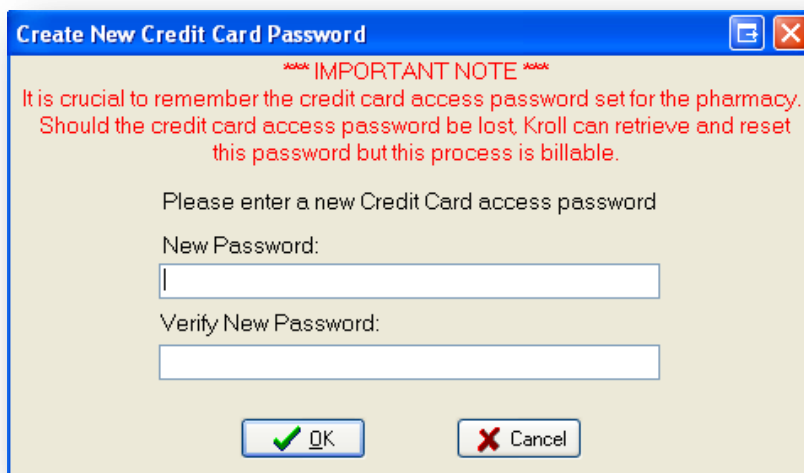 Create New Credit Card Password
*** IMPORTANT NOTE ***
It is crucial to remember the credit card access password set for the pharmacy.
Should the credit card access password be lost, Kroll can retrieve and reset
this password but this process is billable.
Please enter a new Credit Card access password
New Password:
Verify New Password:
OK Cancel